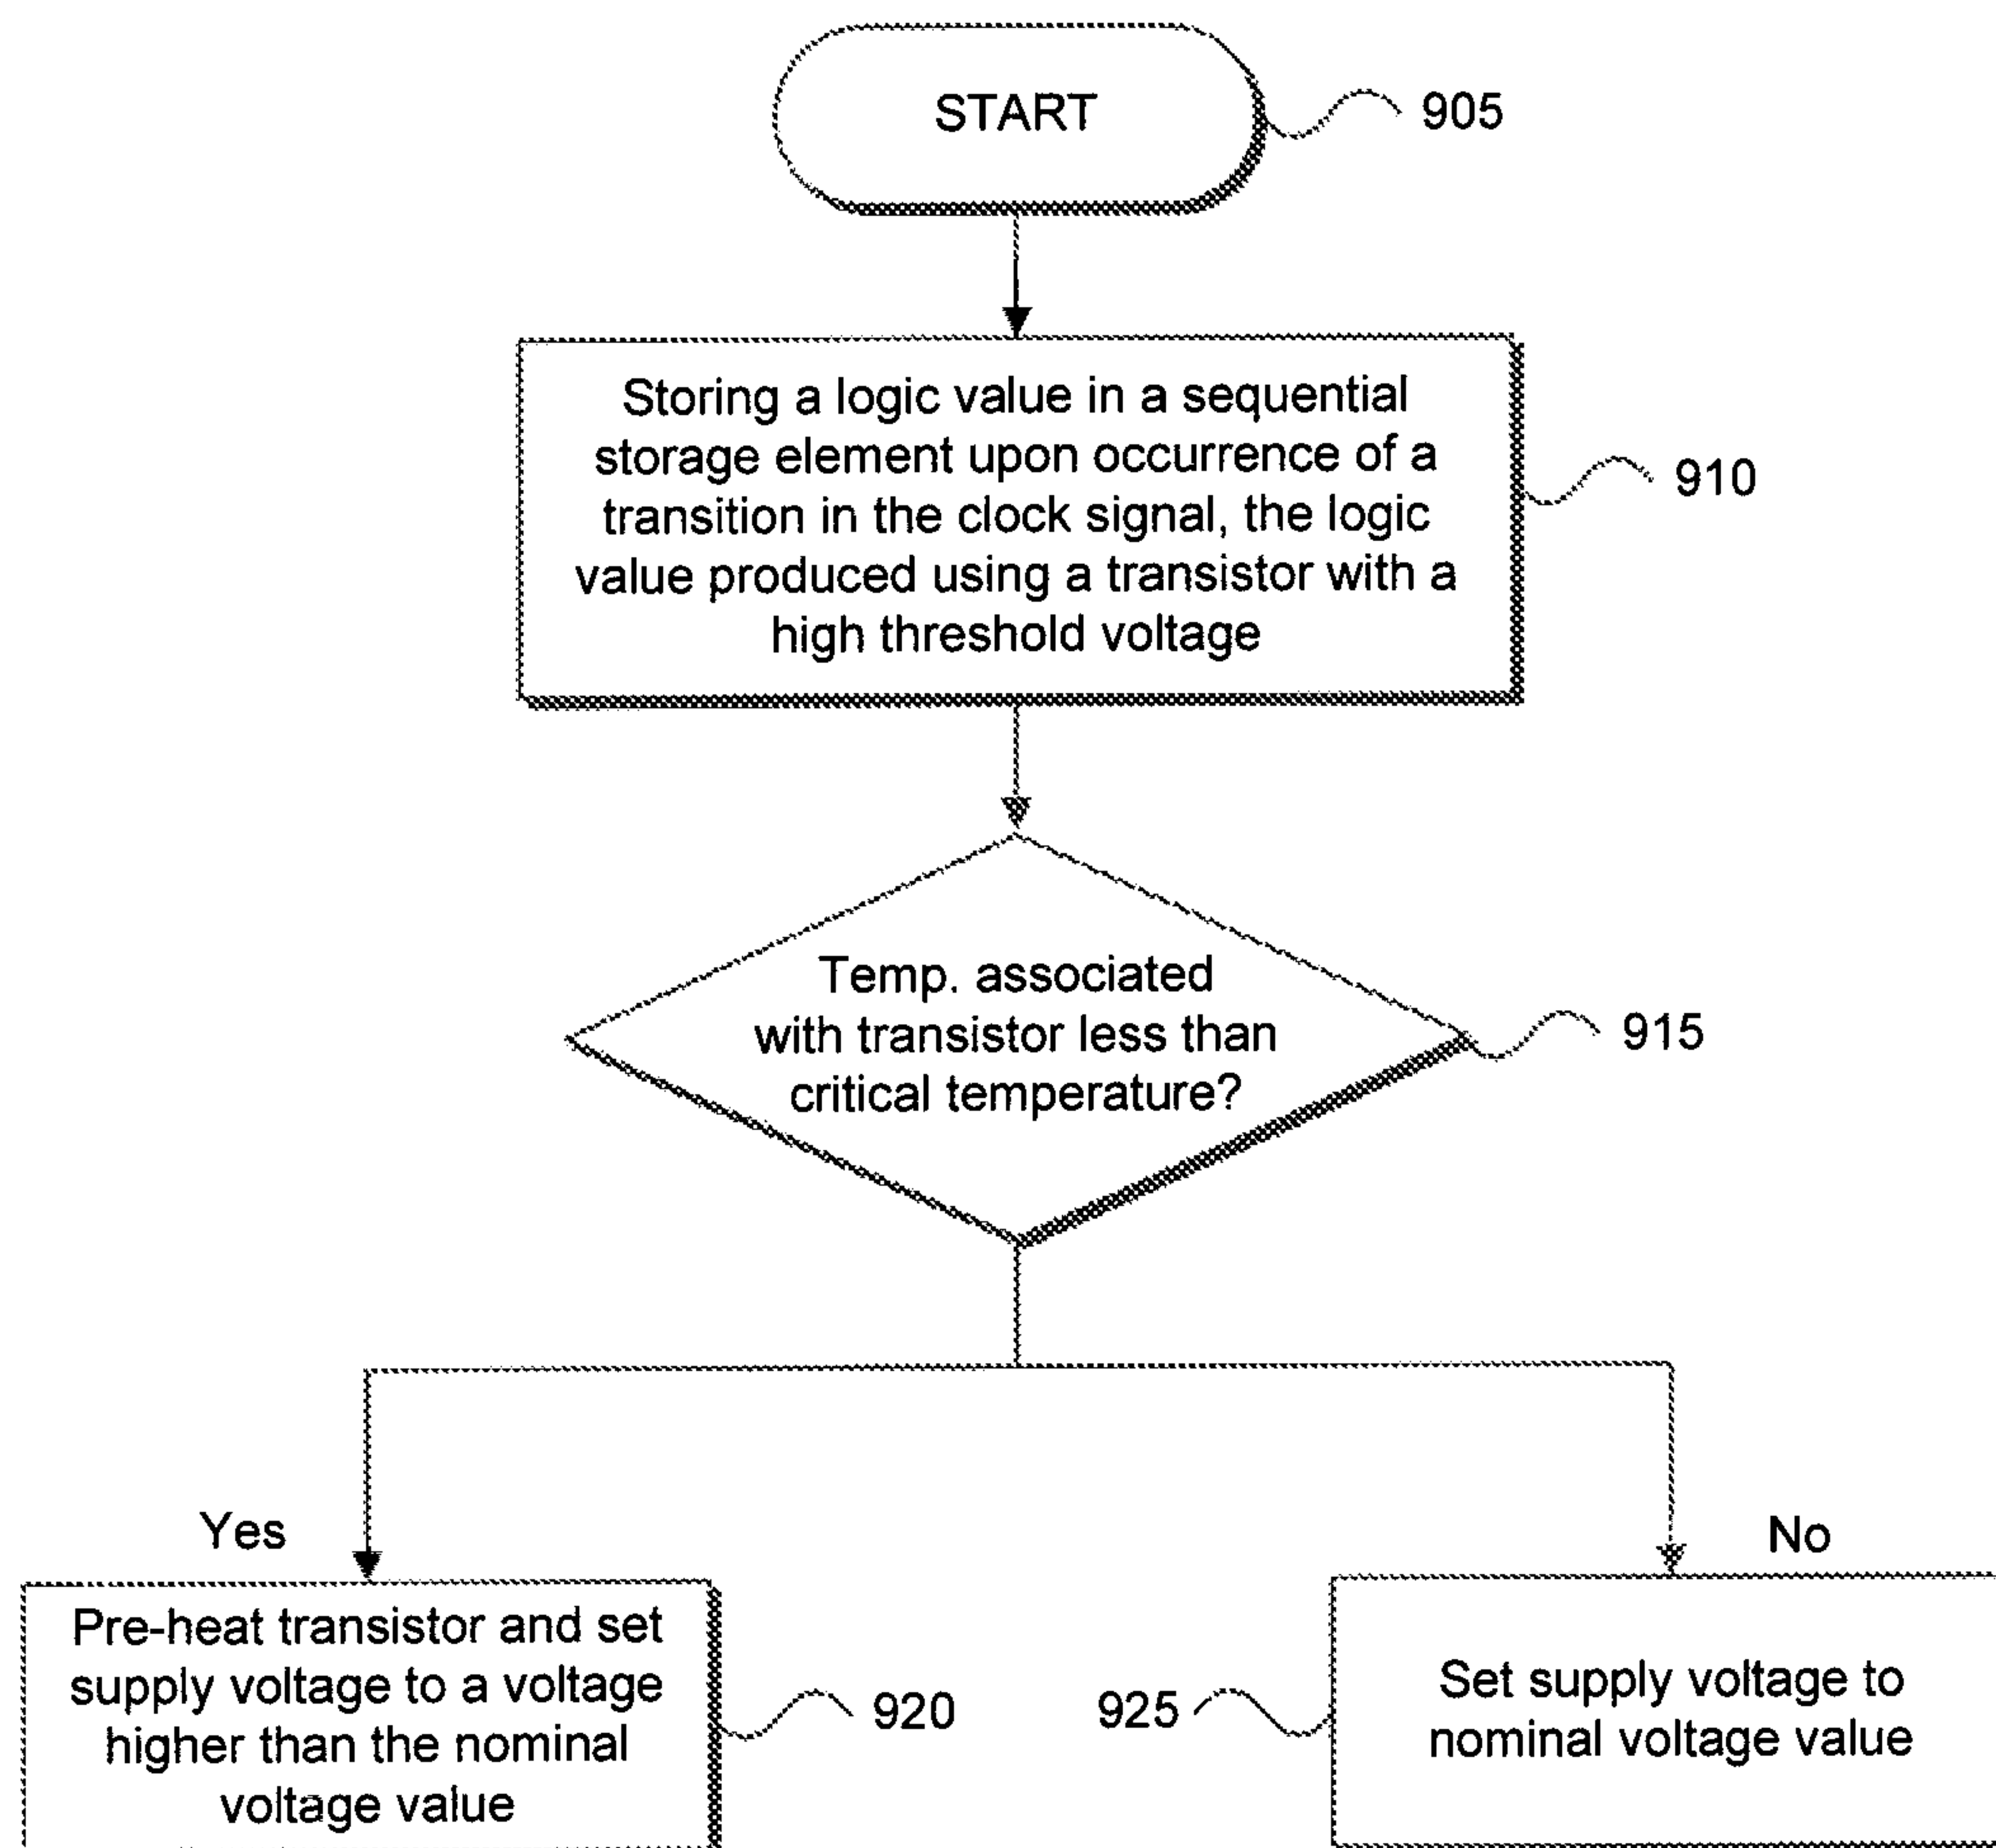 START
905
Storing a logic value in a sequential
storage element upon occurrence of a
transition in the clock signal, the logic
value produced using a transistor with a
high threshold voltage
910
Temp. associated
with transistor less than
critical temperature?
915
Yes
No
Pre-heat transistor and set
supply voltage to a voltage
higher than the nominal
voltage value
920
925
Set supply voltage to
nominal voltage value